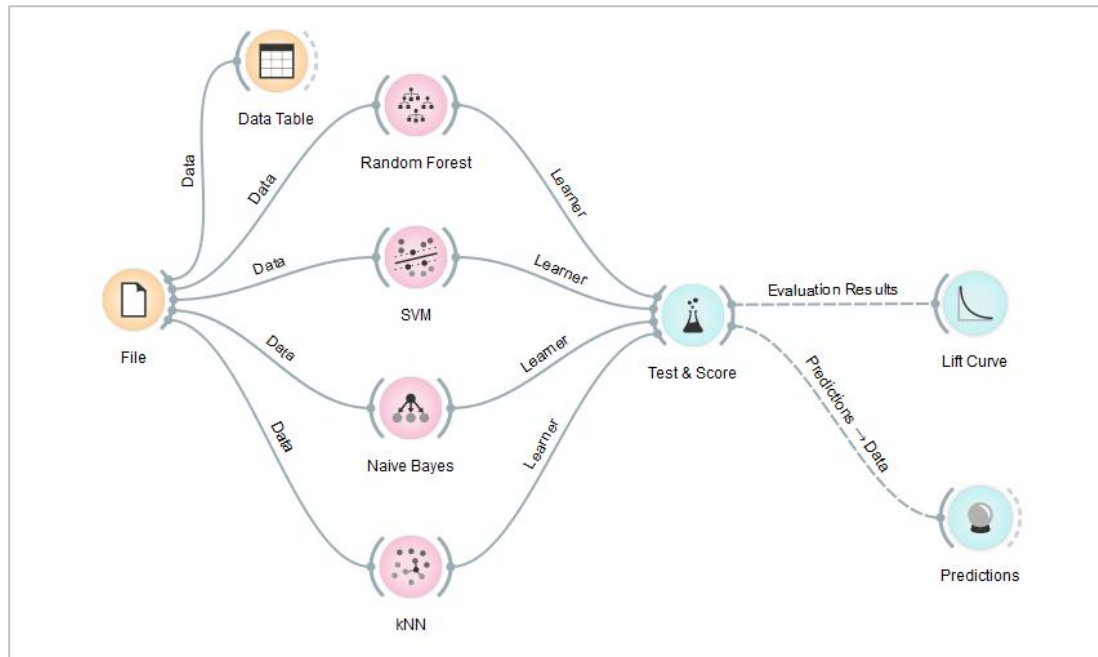 Data Table
Data
Random Forest
Data
Learner
Data
SVM
Learner
File
Data
Naive Bayes
Learner
Data
kNN
Learner
Test & Score
Evaluation Results
Lift Curve
Predictions → Data
Predictions